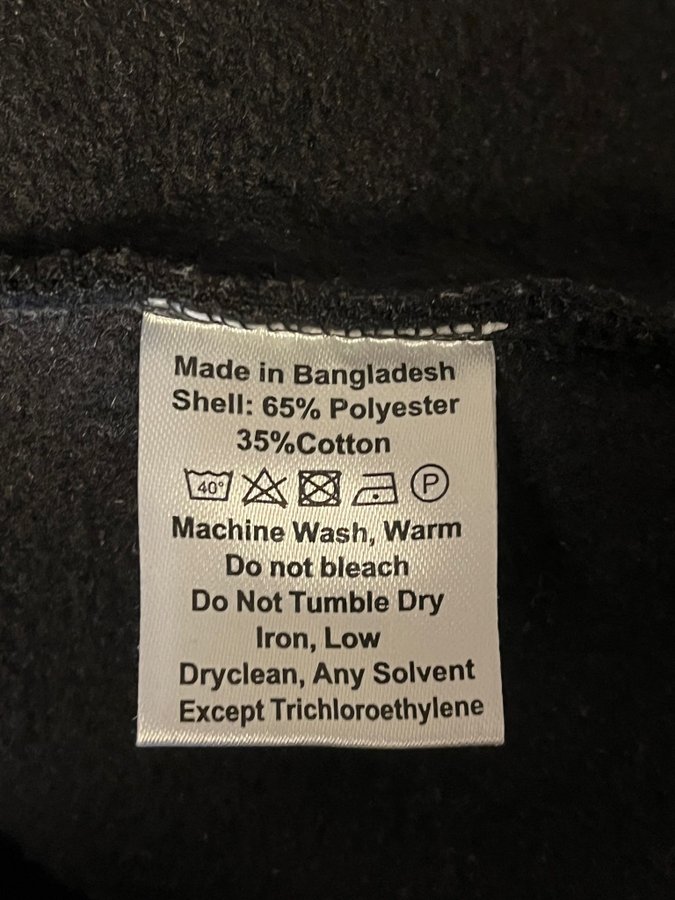 Made in Bangladesh
Shell: 65% Polyester
35%Cotton
40° P
Machine Wash, Warm
Do not bleach
Do Not Tumble Dry
Iron, Low
Dryclean, Any Solvent
Except Trichloroethylene